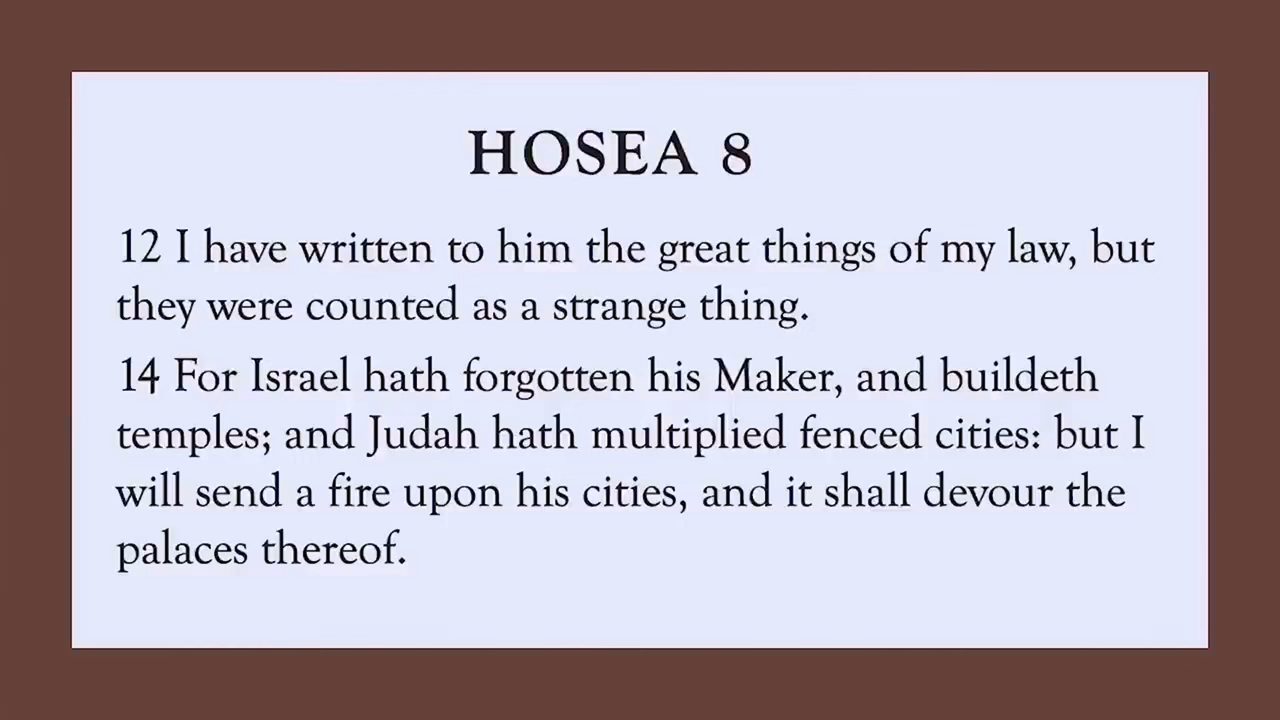 HOSEA 8
12 I have written to him the great things of my law, but
they were counted as a strange thing.
14 For Israel hath forgotten his Maker, and buildeth
temples; and Judah hath multiplied fenced cities: but I
will send a fire upon his cities, and it shall devour the
palaces thereof.